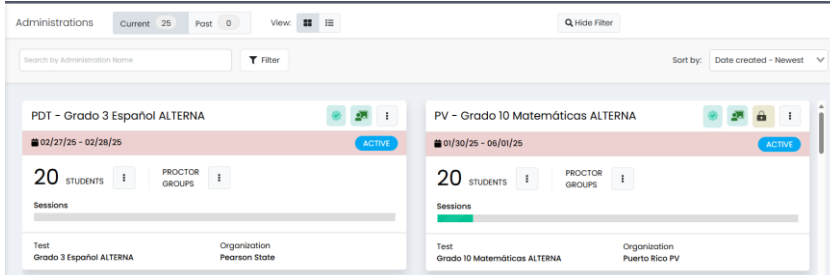 Administrations Current 25 Past 0 View: Hide Filter
Search by Administration Name Filter Sort by: Date created - Newest
PDT - Grado 3 Español ALTERNA
02/27/25 - 02/28/25 ACTIVE
20 STUDENTS PROCTOR GROUPS
Sessions
Test Organization
Grado 3 Español ALTERNA Pearson State
PV - Grado 10 Matemáticas ALTERNA
01/30/25 - 06/01/25 ACTIVE
20 STUDENTS PROCTOR GROUPS
Sessions
Test Organization
Grado 10 Matemáticas ALTERNA Puerto Rico PV